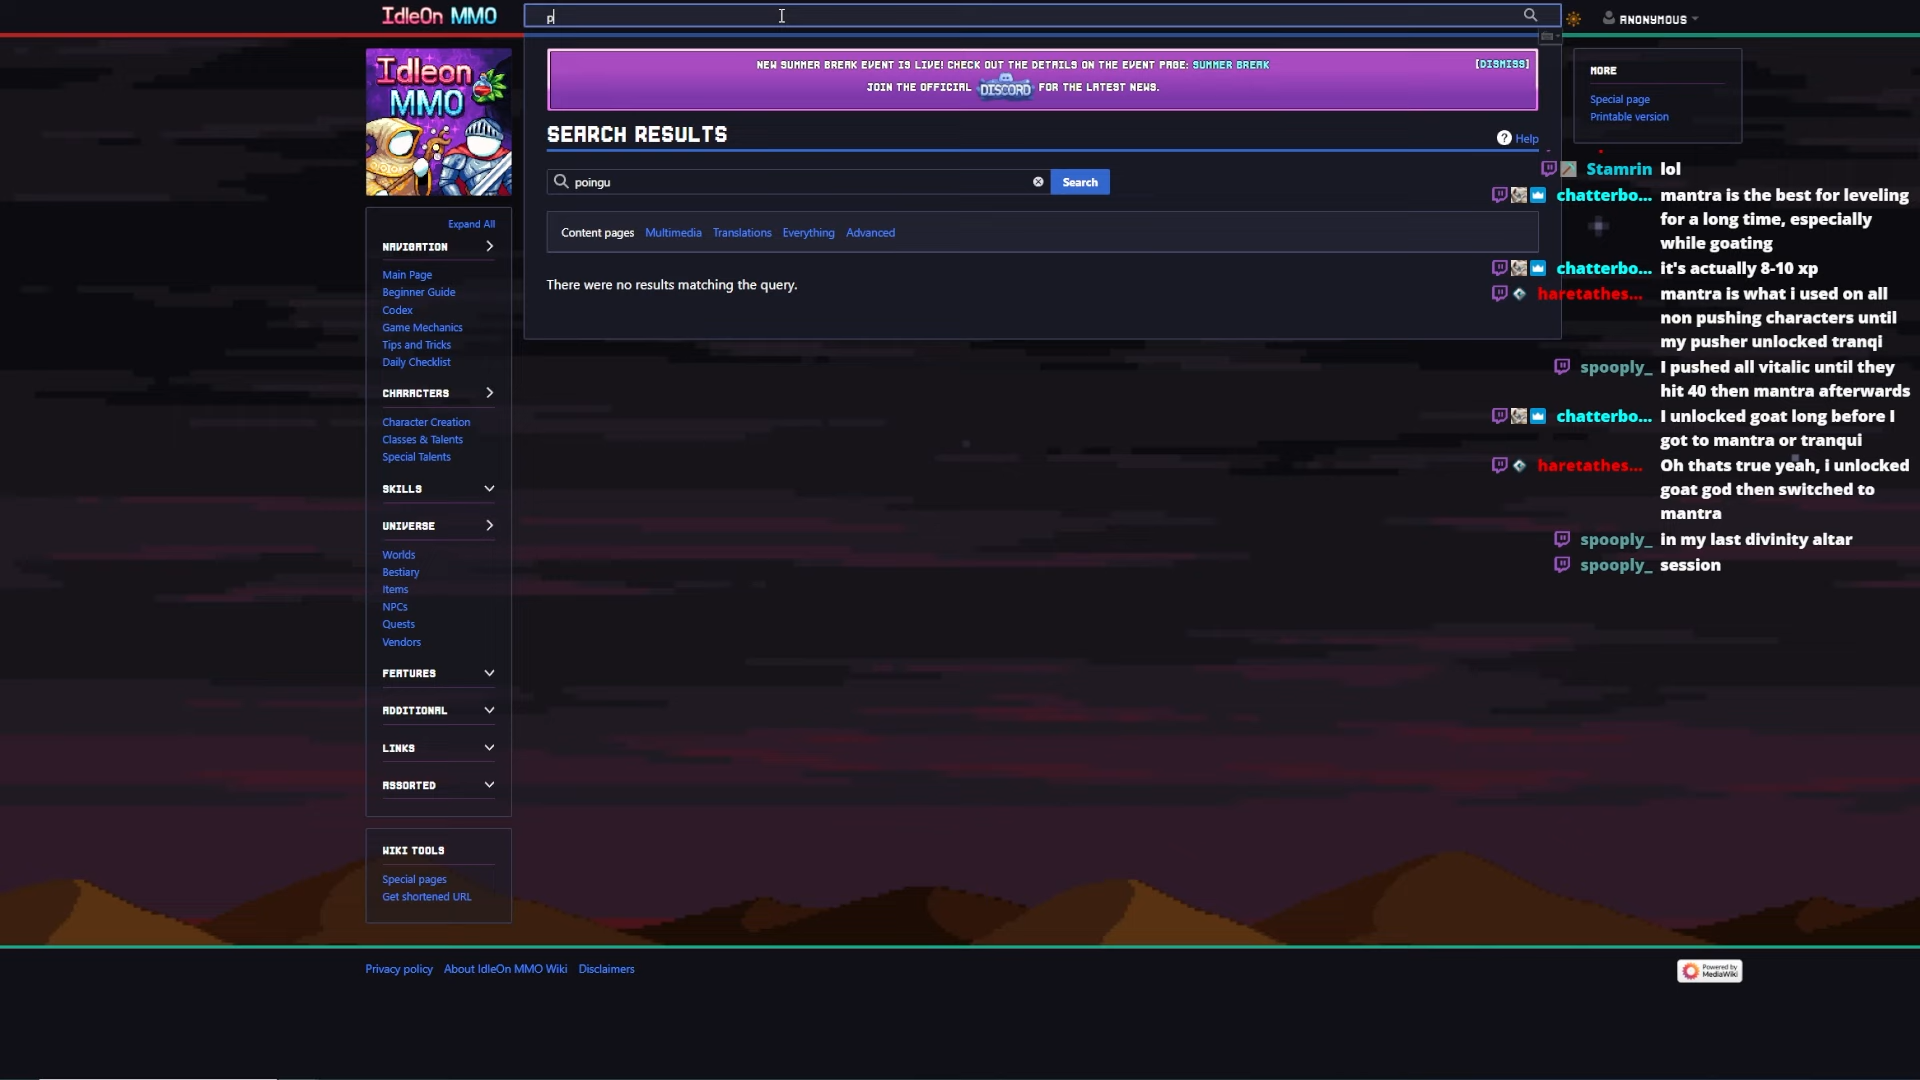 IdleOn MMO
p
ANONYMOUS
Idleon
MMO
NEW SUMMER BREAK EVENT IS LIVE! CHECK OUT THE DETAILS ON THE EVENT PAGE: SUMMER BREAK
[DISMISS]
JOIN THE OFFICIAL DISCORD FOR THE LATEST NEWS.
SEARCH RESULTS
Help
poingu
Search
Content pages Multimedia Translations Everything Advanced
There were no results matching the query.
Expand All
NAVIGATION
Main Page
Beginner Guide
Codex
Game Mechanics
Tips and Tricks
Daily Checklist
CHARACTERS
Character Creation
Classes & Talents
Special Talents
SKILLS
UNIVERSE
Worlds
Bestiary
Items
NPCs
Quests
Vendors
FEATURES
ADDITIONAL
LINKS
ASSORTED
WIKI TOOLS
Special pages
Get shortened URL
MORE
Special page
Printable version
Stamrin lol
chatterbo... mantra is the best for leveling
for a long time, especially
while goating
chatterbo... it's actually 8-10 xp
haretathes... mantra is what i used on all
non pushing characters until
my pusher unlocked tranqi
spooply_ I pushed all vitalic until they
hit 40 then mantra afterwards
chatterbo... I unlocked goat long before I
got to mantra or tranqui
haretathes... Oh thats true yeah, i unlocked
goat god then switched to
mantra
spooply_ in my last divinity altar
spooply_ session
Privacy policy About IdleOn MMO Wiki Disclaimers
Powered by
MediaWiki